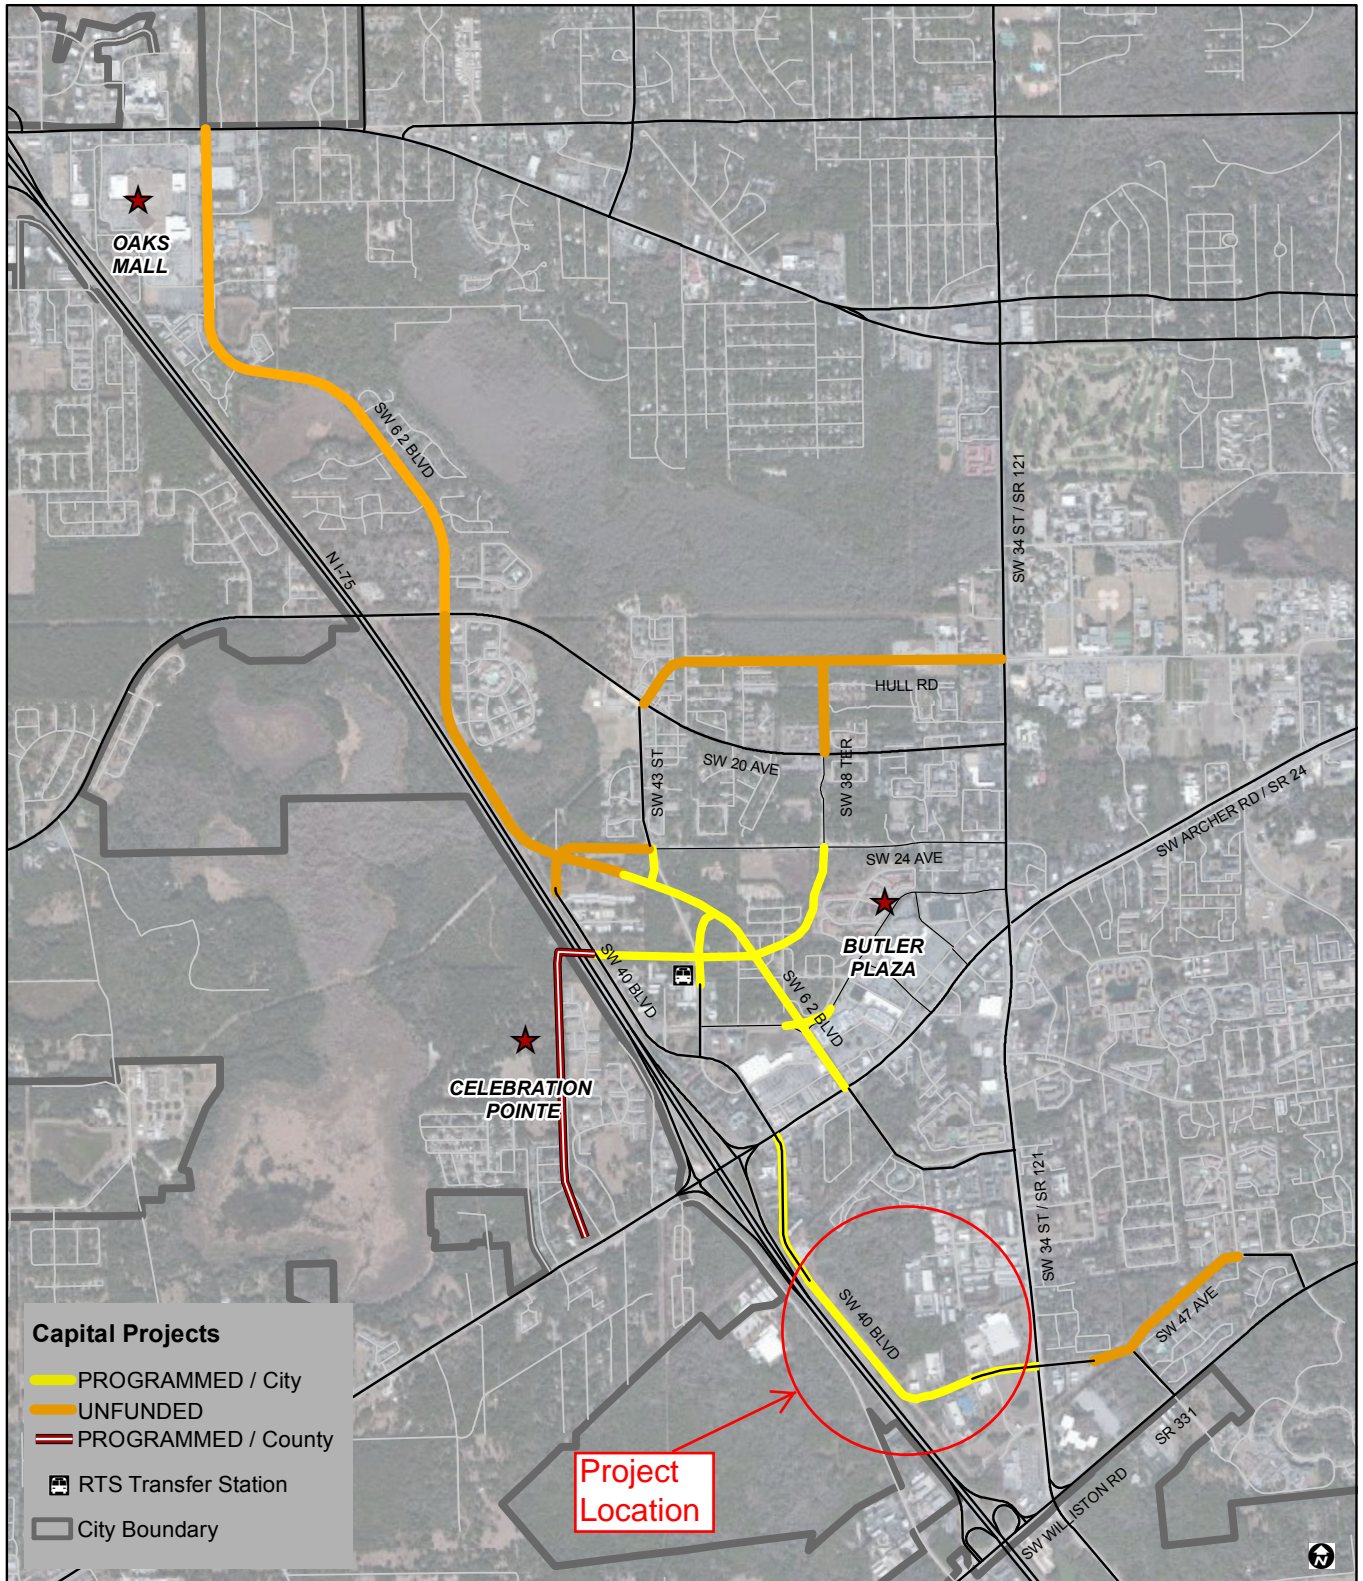 OAKS
MALL
SW 62 BLVD
N I-75
SW 34 ST / SR 121
HULL RD
SW 20 AVE
SW 43 ST
SW 38 TER
SW 24 AVE
SW ARCHER RD / SR 24
BUTLER
PLAZA
SW 40 BLVD
SW 62 BLVD
CELEBRATION
POINTE
SW 34 ST / SR 121
SW 40 BLVD
SW 47 AVE
SR 331
SW WILLISTON RD
Project
Location
Capital Projects
PROGRAMMED / City
UNFUNDED
PROGRAMMED / County
RTS Transfer Station
City Boundary
N